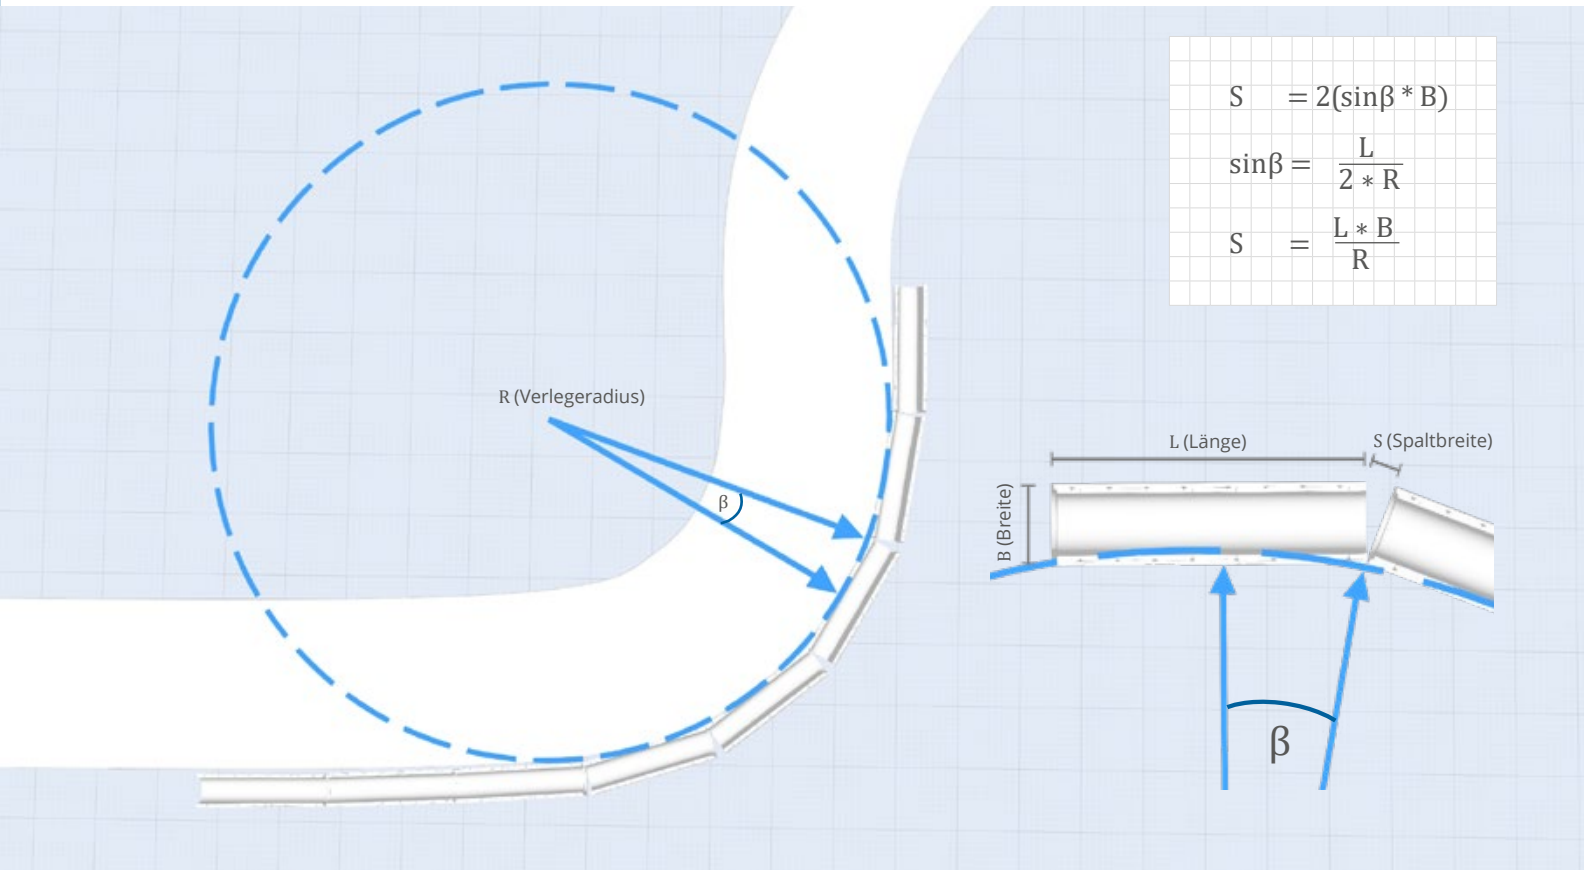 S = 2(sinβ * B)
sinβ = L / 2 * R
S = L * B / R
R (Verlegeradius)
β
L (Länge)
S (Spaltbreite)
B (Breite)
β